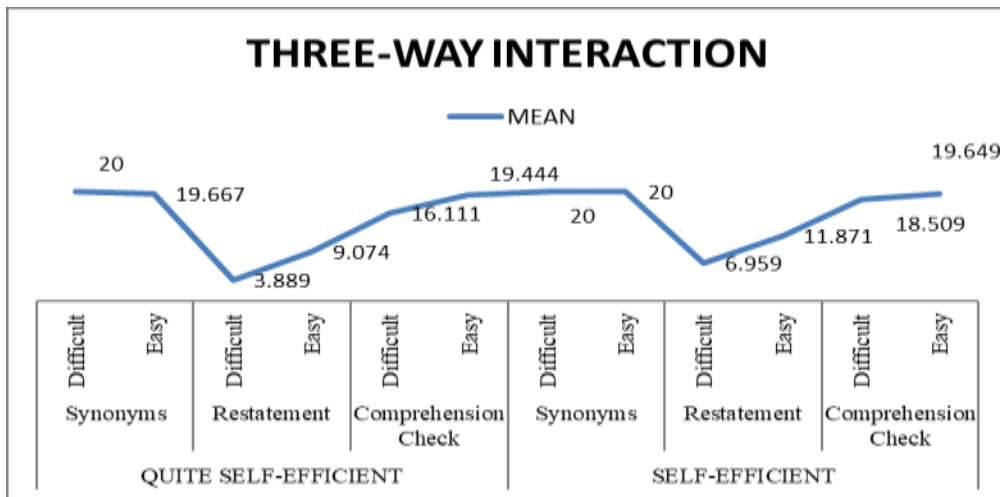 THREE-WAY INTERACTION
MEAN
20
19.667
3.889
9.074
16.111
19.444
20
20
6.959
11.871
18.509
19.649
Difficult
Easy
Difficult
Easy
Difficult
Easy
Difficult
Easy
Difficult
Easy
Difficult
Easy
Synonyms
Restatement
Comprehension
Check
Synonyms
Restatement
Comprehension
Check
QUITE SELF-EFFICIENT
SELF-EFFICIENT